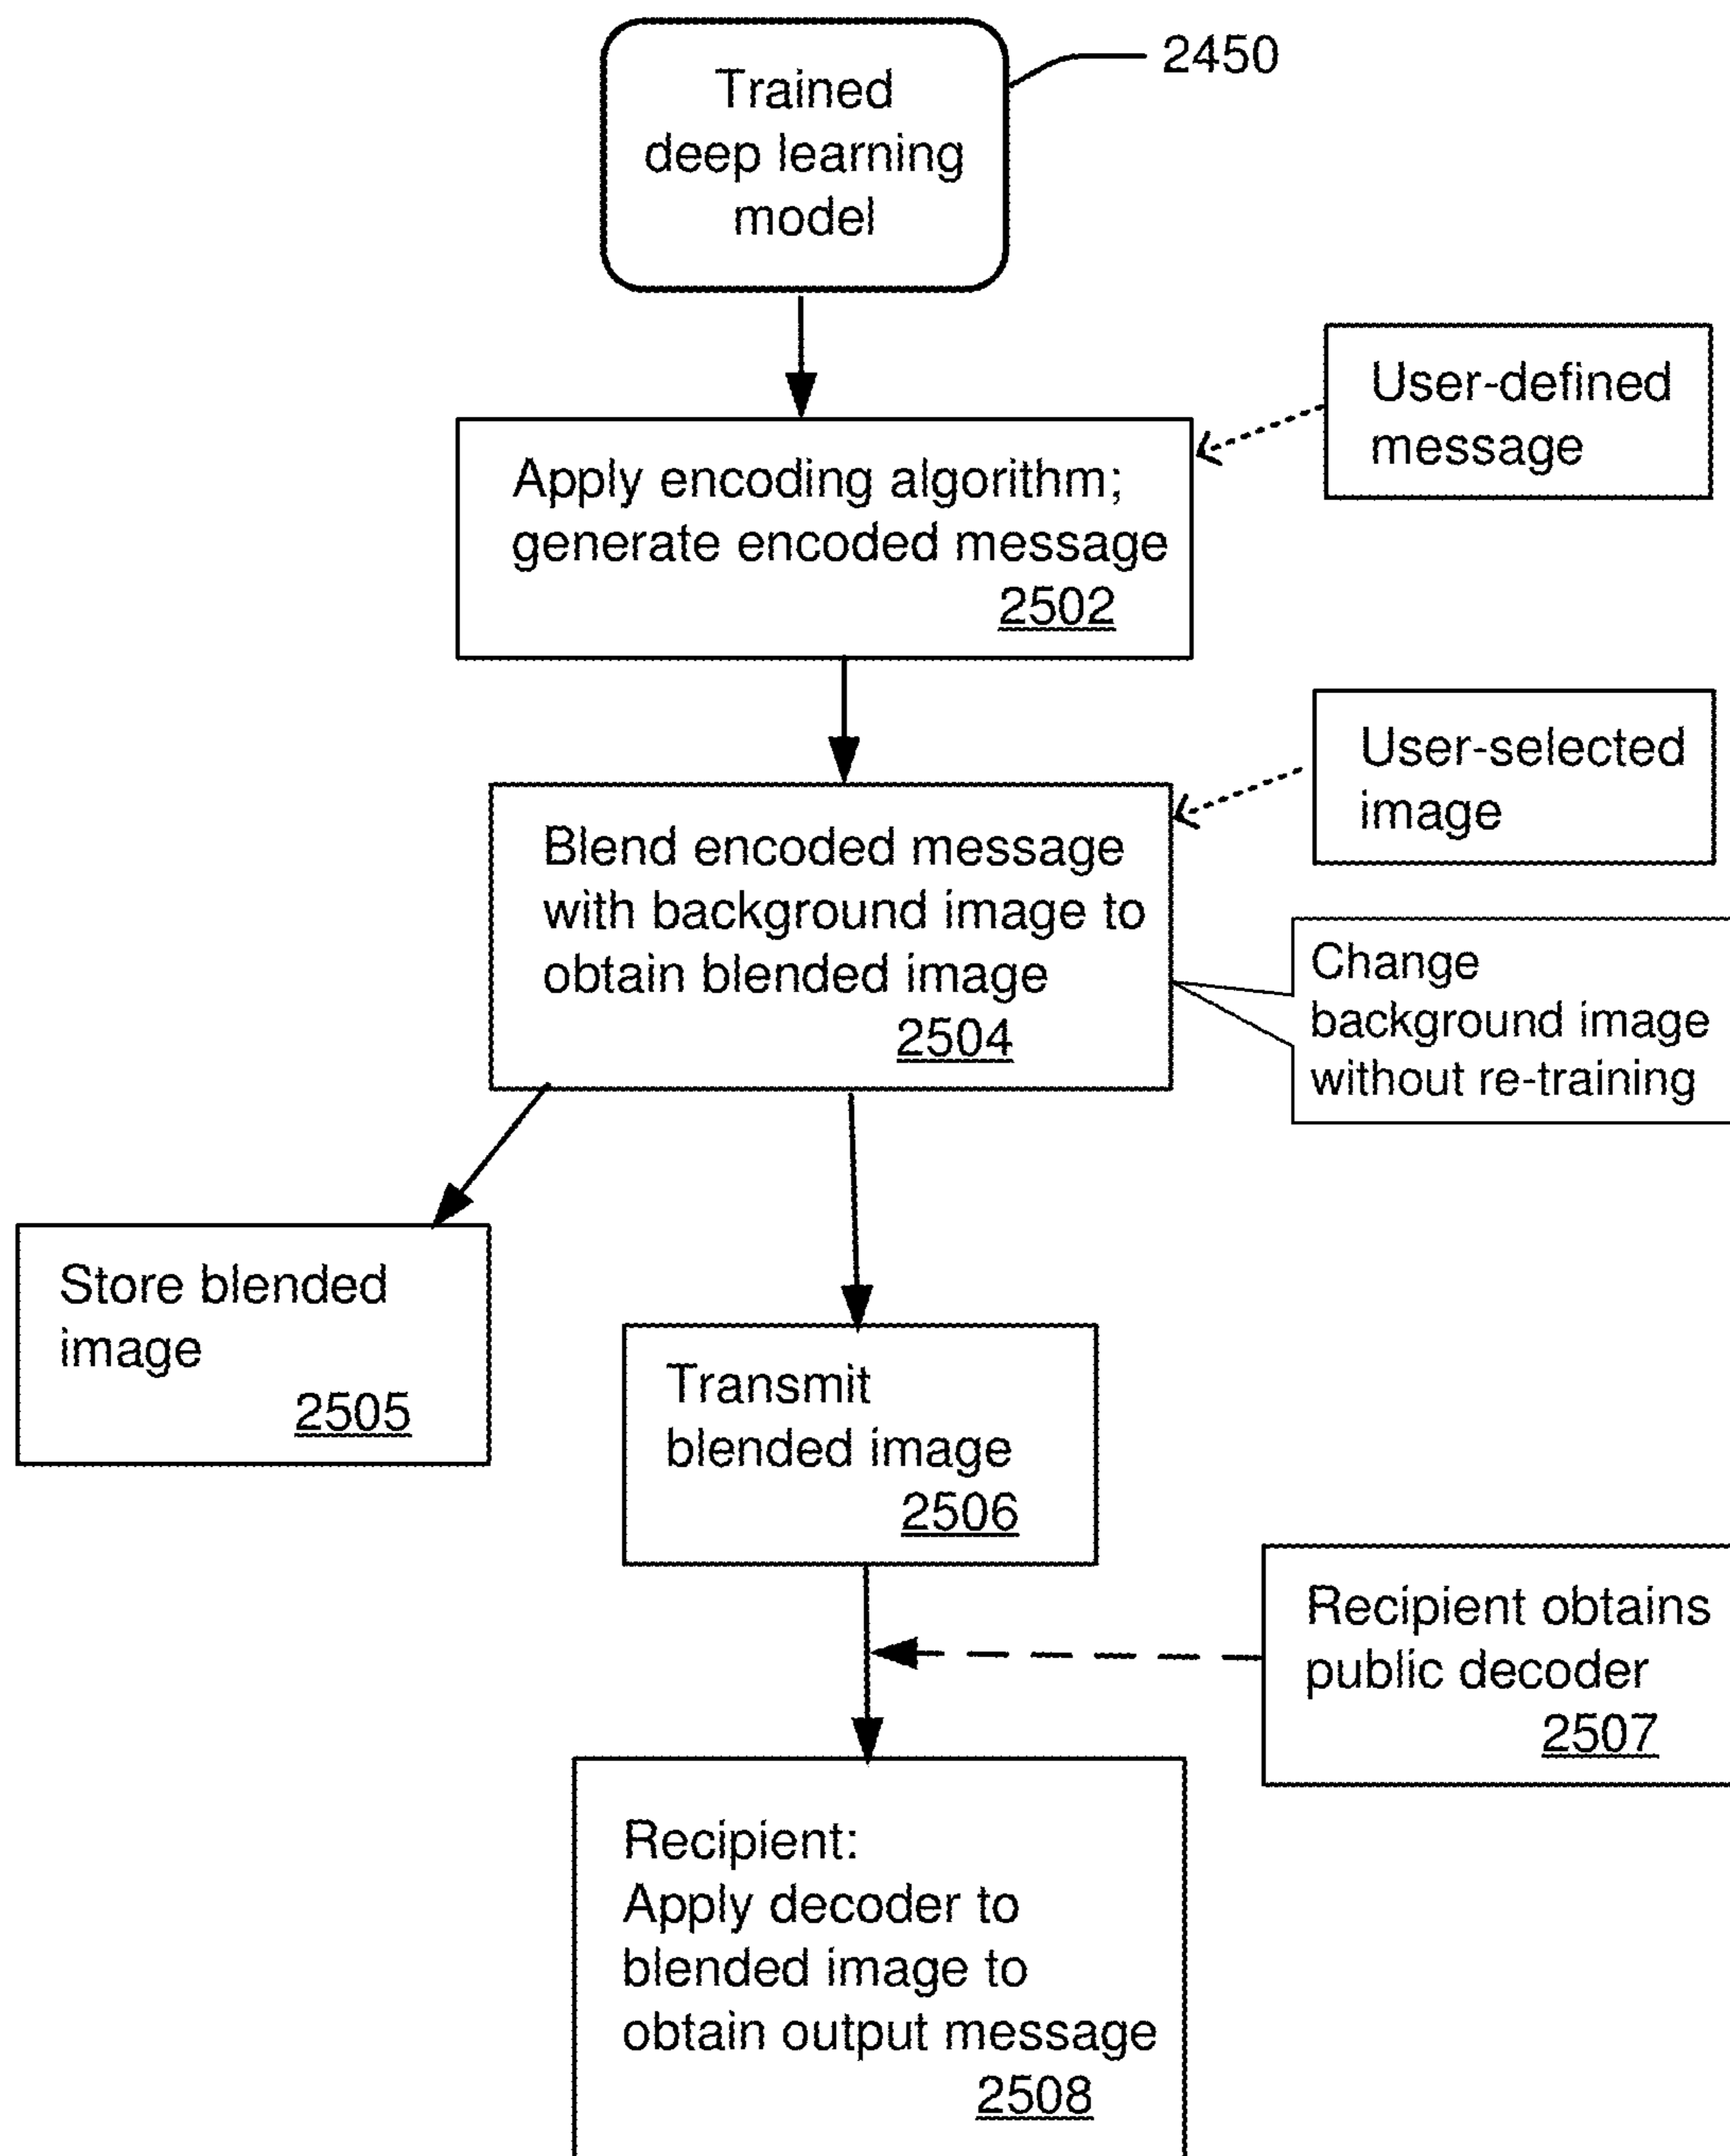 Trained
deep learning
model
2450
User-defined
message
Apply encoding algorithm;
generate encoded message
2502
User-selected
image
Blend encoded message
with background image to
obtain blended image
2504
Change
background image
without re-training
Store blended
image
2505
Transmit
blended image
2506
Recipient obtains
public decoder
2507
Recipient:
Apply decoder to
blended image to
obtain output message
2508